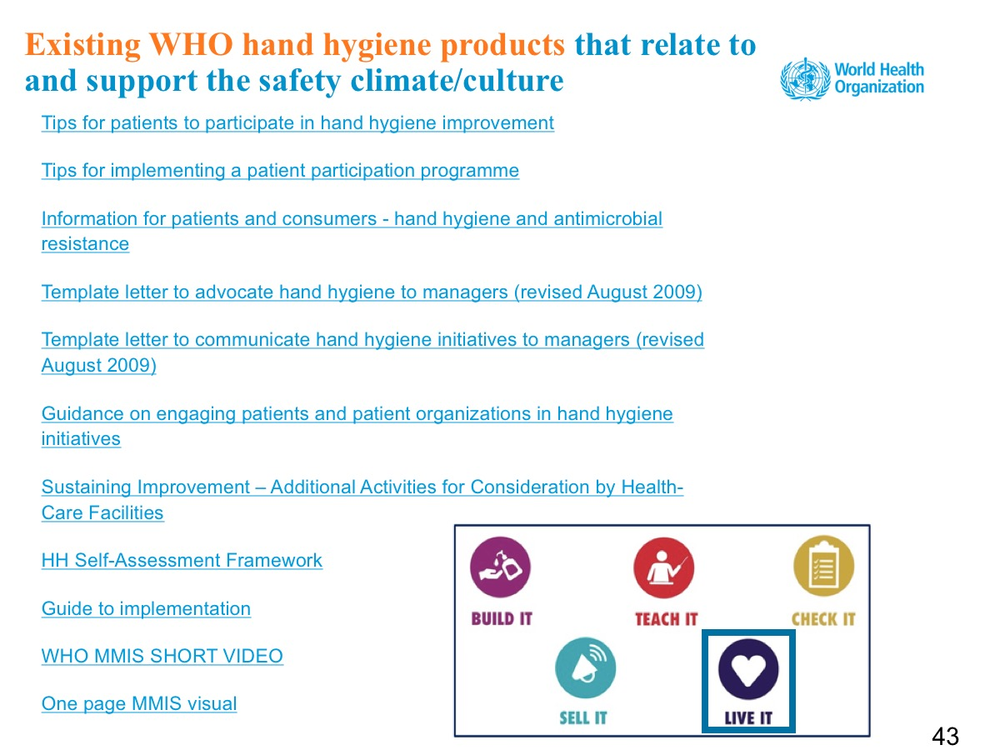 Existing WHO hand hygiene products that relate to
and support the safety climate/culture
World Health
Organization
Tips for patients to participate in hand hygiene improvement
Tips for implementing a patient participation programme
Information for patients and consumers - hand hygiene and antimicrobial
resistance
Template letter to advocate hand hygiene to managers (revised August 2009)
Template letter to communicate hand hygiene initiatives to managers (revised
August 2009)
Guidance on engaging patients and patient organizations in hand hygiene
initiatives
Sustaining Improvement – Additional Activities for Consideration by Health-
Care Facilities
HH Self-Assessment Framework
Guide to implementation
WHO MMIS SHORT VIDEO
One page MMIS visual
BUILD IT
TEACH IT
CHECK IT
SELL IT
LIVE IT
43